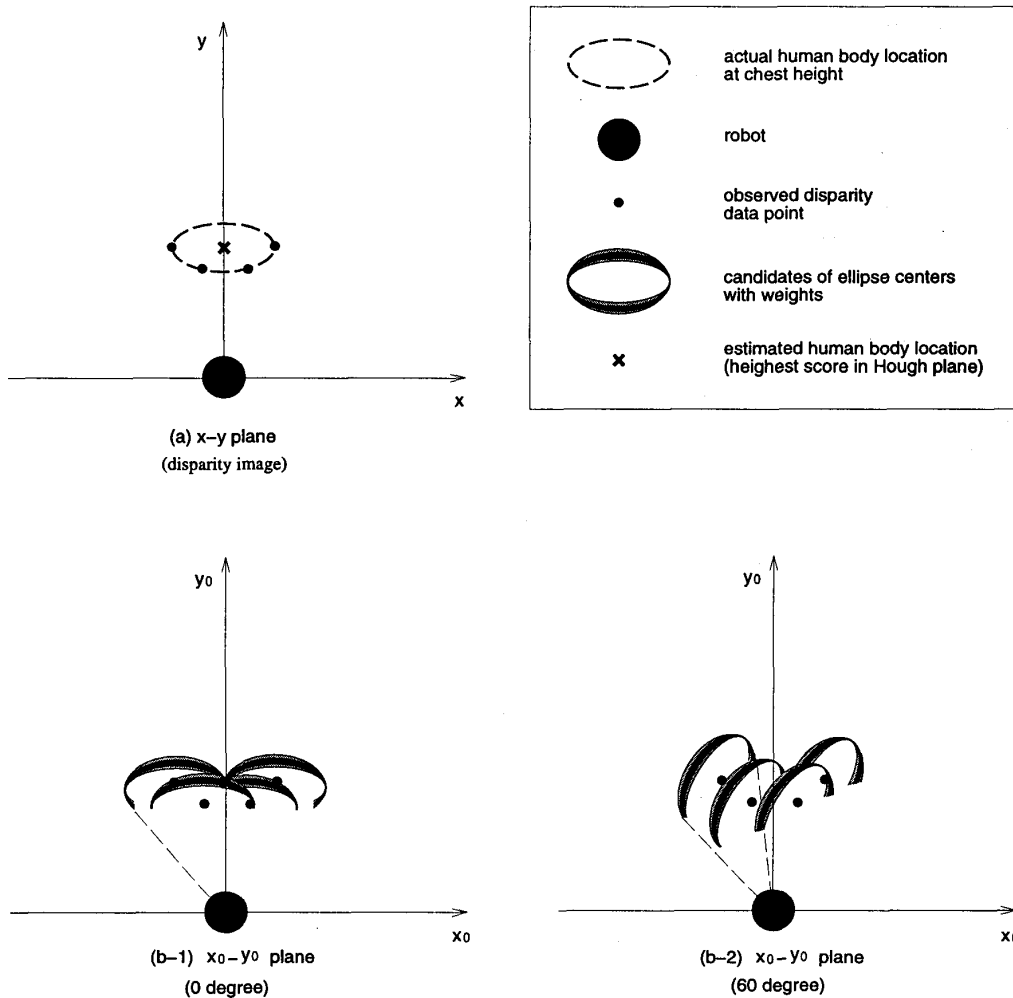 y
x
(a) x-y plane
(disparity image)
actual human body location
at chest height
robot
observed disparity
data point
candidates of ellipse centers
with weights
estimated human body location
(heighest score in Hough plane)
y0
x0
(b-1) x0-y0 plane
(0 degree)
y0
x0
(b-2) x0-y0 plane
(60 degree)